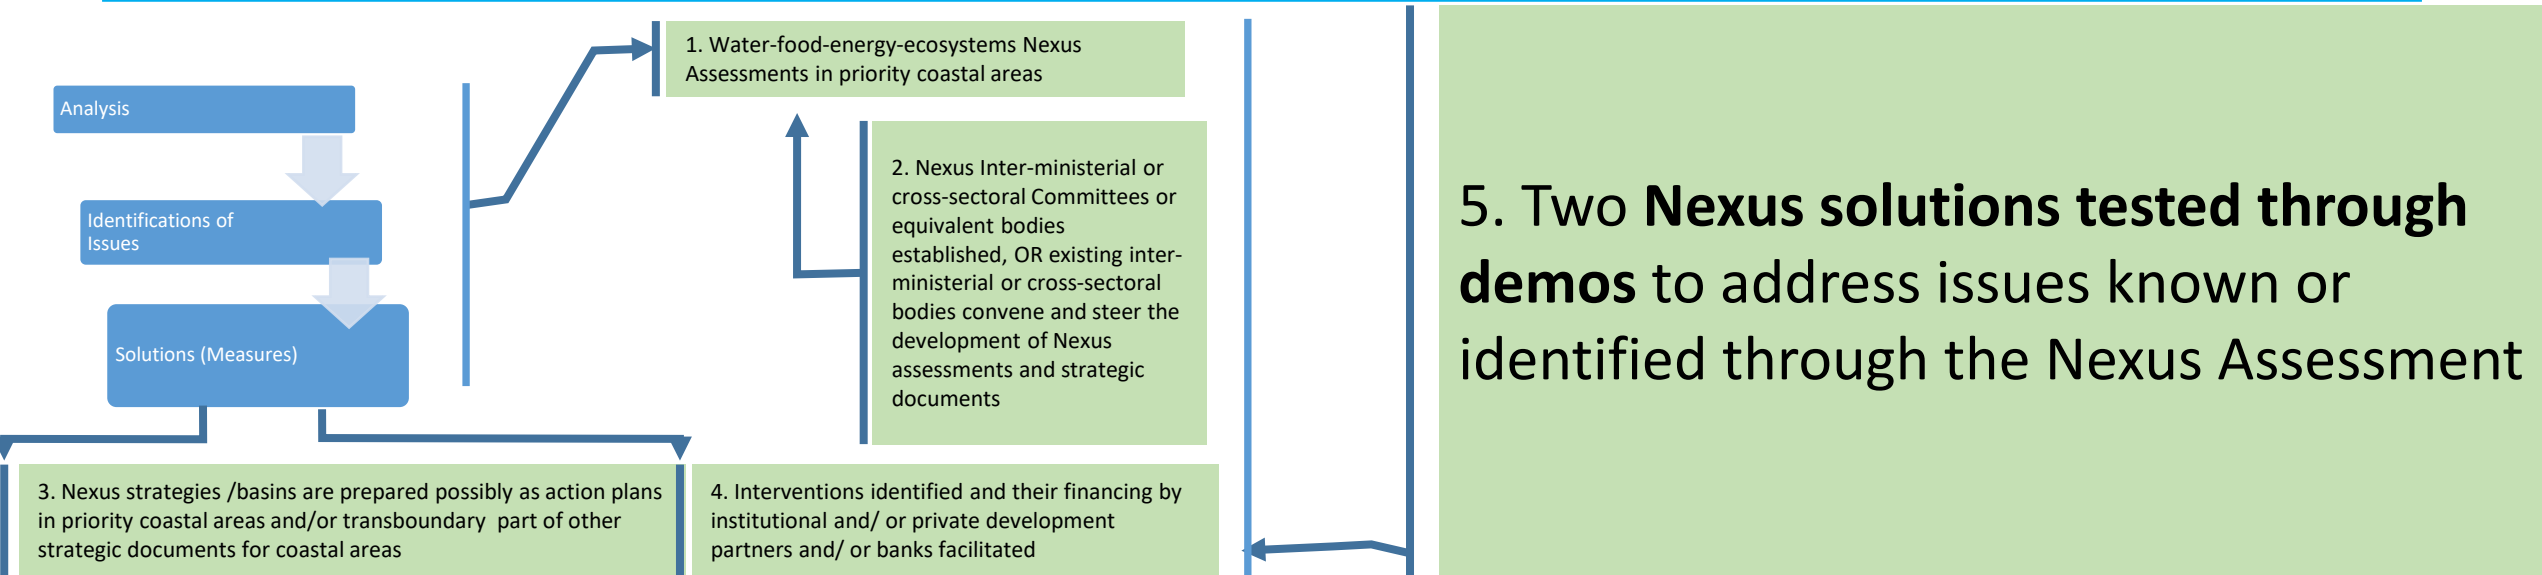 Analysis
Identifications of
Issues
Solutions (Measures)
1. Water-food-energy-ecosystems Nexus
Assessments in priority coastal areas
2. Nexus Inter-ministerial or
cross-sectoral Committees or
equivalent bodies
established, OR existing inter-
ministerial or cross-sectoral
bodies convene and steer the
development of Nexus
assessments and strategic
documents
3. Nexus strategies /basins are prepared possibly as action plans
in priority coastal areas and/or transboundary part of other
strategic documents for coastal areas
4. Interventions identified and their financing by
institutional and/ or private development
partners and/ or banks facilitated
5. Two Nexus solutions tested through
demos to address issues known or
identified through the Nexus Assessment